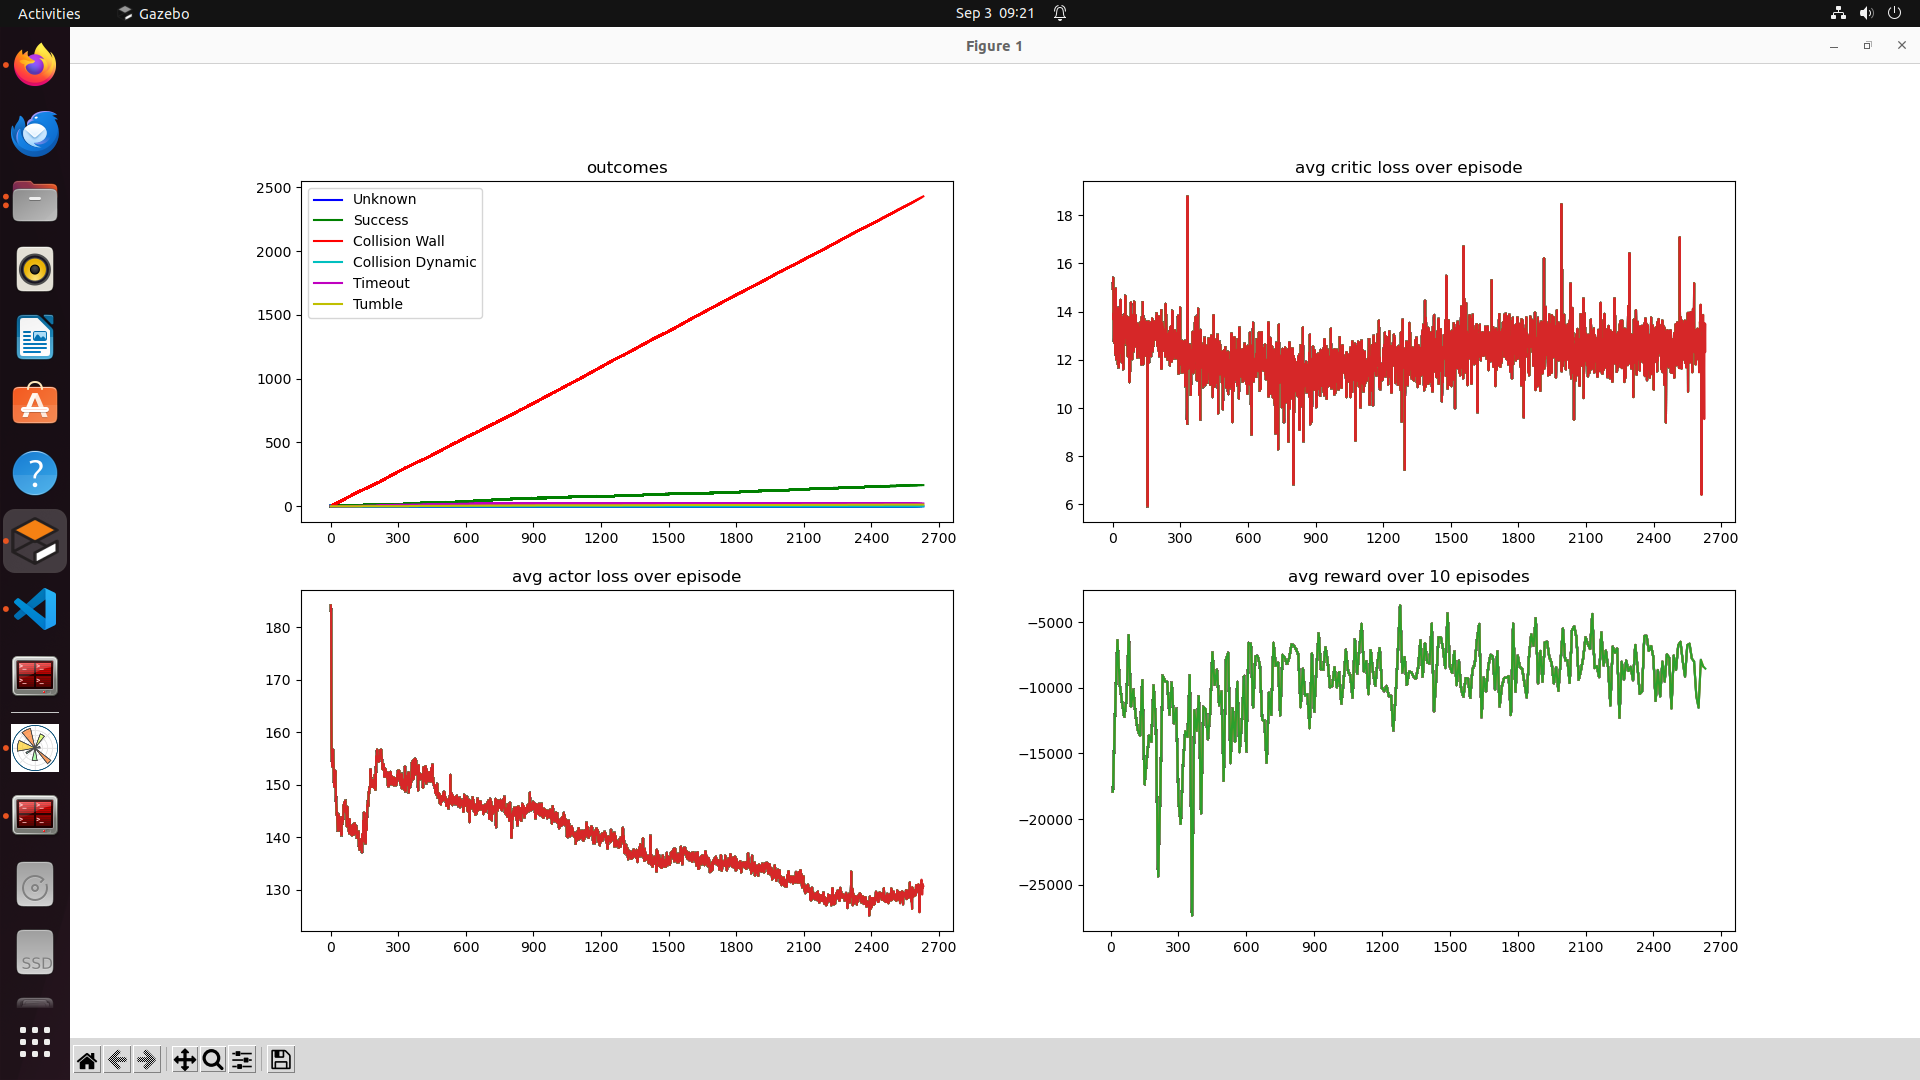 Activities
Gazebo
Sep 3 09:21
Figure 1
outcomes
2500
2000
1500
1000
500
0
Unknown
Success
Collision Wall
Collision Dynamic
Timeout
Tumble
0 300 600 900 1200 1500 1800 2100 2400 2700
avg critic loss over episode
18
16
14
12
10
8
6
0 300 600 900 1200 1500 1800 2100 2400 2700
avg actor loss over episode
180
170
160
150
140
130
0 300 600 900 1200 1500 1800 2100 2400 2700
avg reward over 10 episodes
−5000
−10000
−15000
−20000
−25000
0 300 600 900 1200 1500 1800 2100 2400 2700
SSD